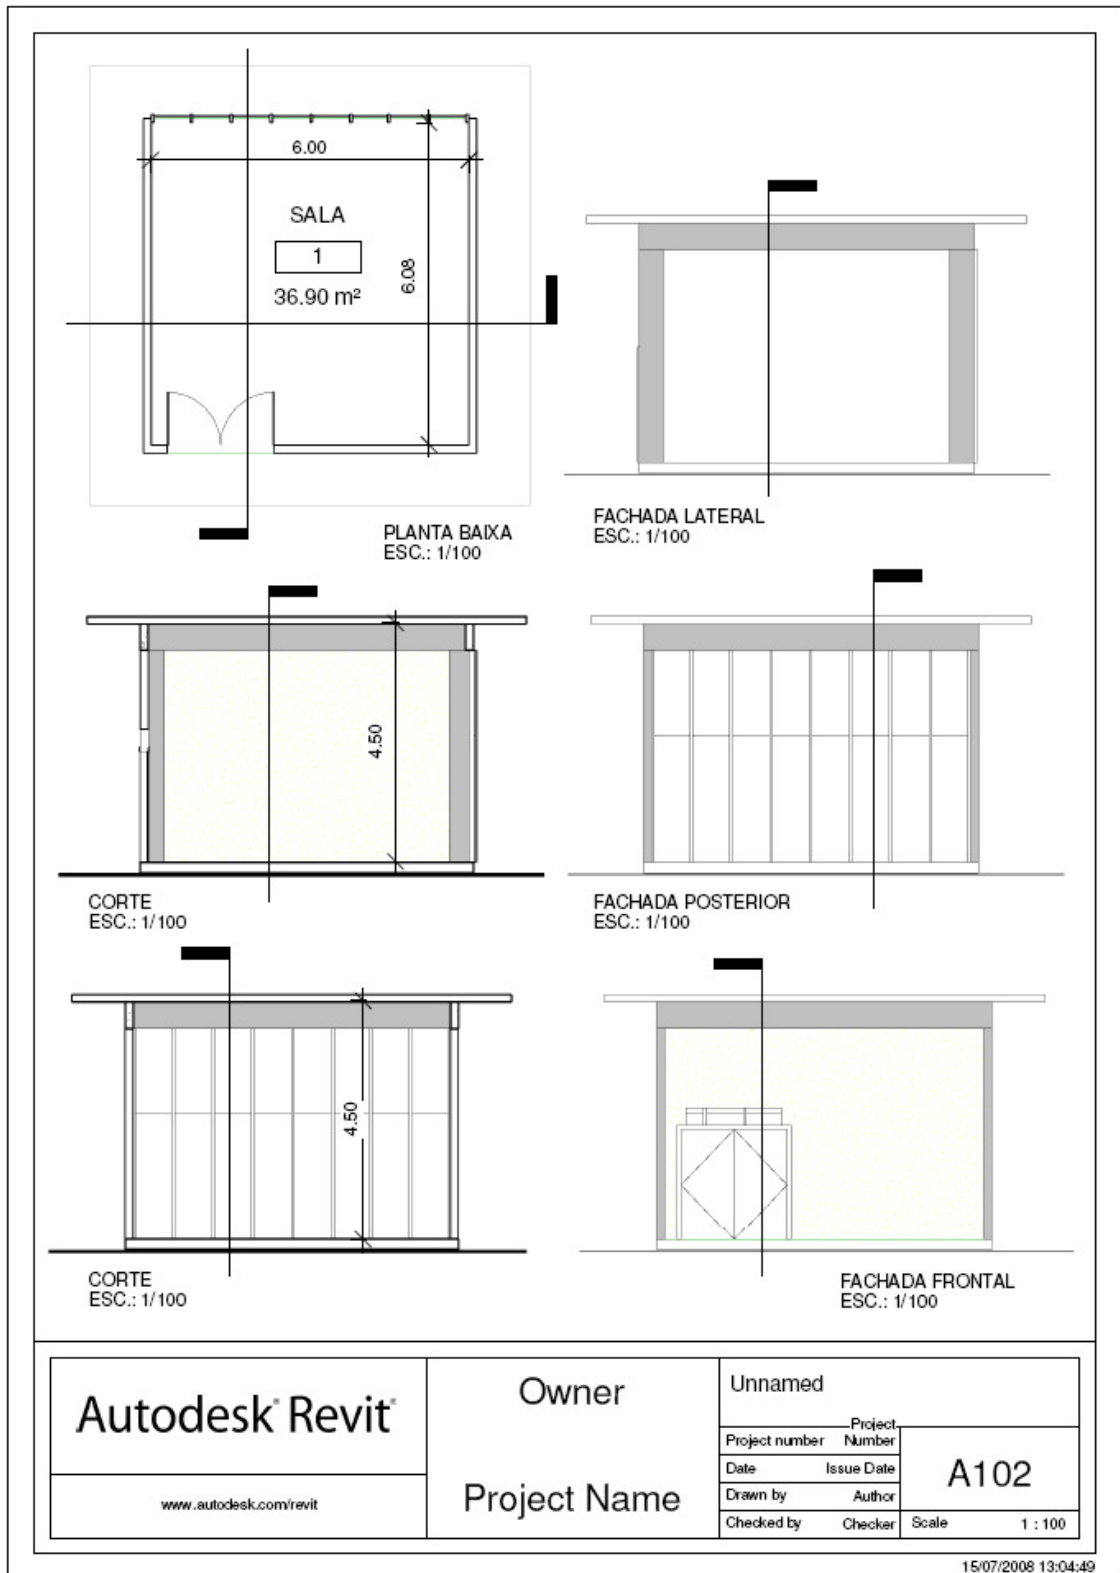 6.00
SALA
1
36.90 m²
6.08
PLANTA BAIXA
ESC.: 1/100
FACHADA LATERAL
ESC.: 1/100
4.50
CORTE
ESC.: 1/100
FACHADA POSTERIOR
ESC.: 1/100
4.50
CORTE
ESC.: 1/100
FACHADA FRONTAL
ESC.: 1/100
Autodesk® Revit®
www.autodesk.com/revit
Owner
Project Name
Unnamed
Project number Project Number
Date Issue Date
Drawn by Author
Checked by Checker
A102
Scale 1 : 100
15/07/2008 13:04:49